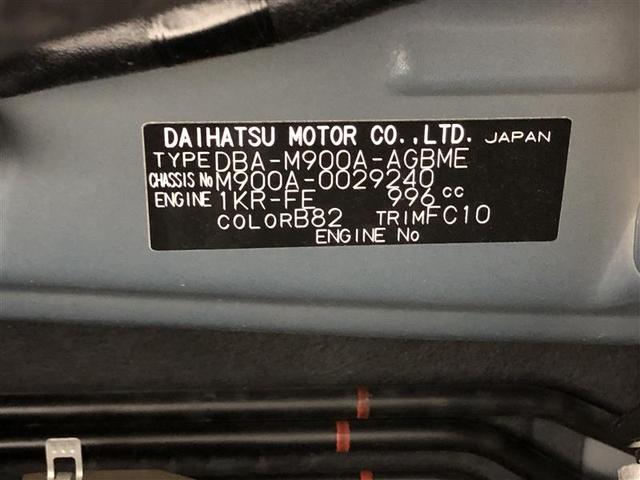 DAIHATSU MOTOR CO.,LTD. JAPAN
TYPE DBA-M900A-AGBME
CHASSIS No M900A-0029240
ENGINE 1KR-FE 996 cc
COLOR B82 TRIM FC10
ENGINE No